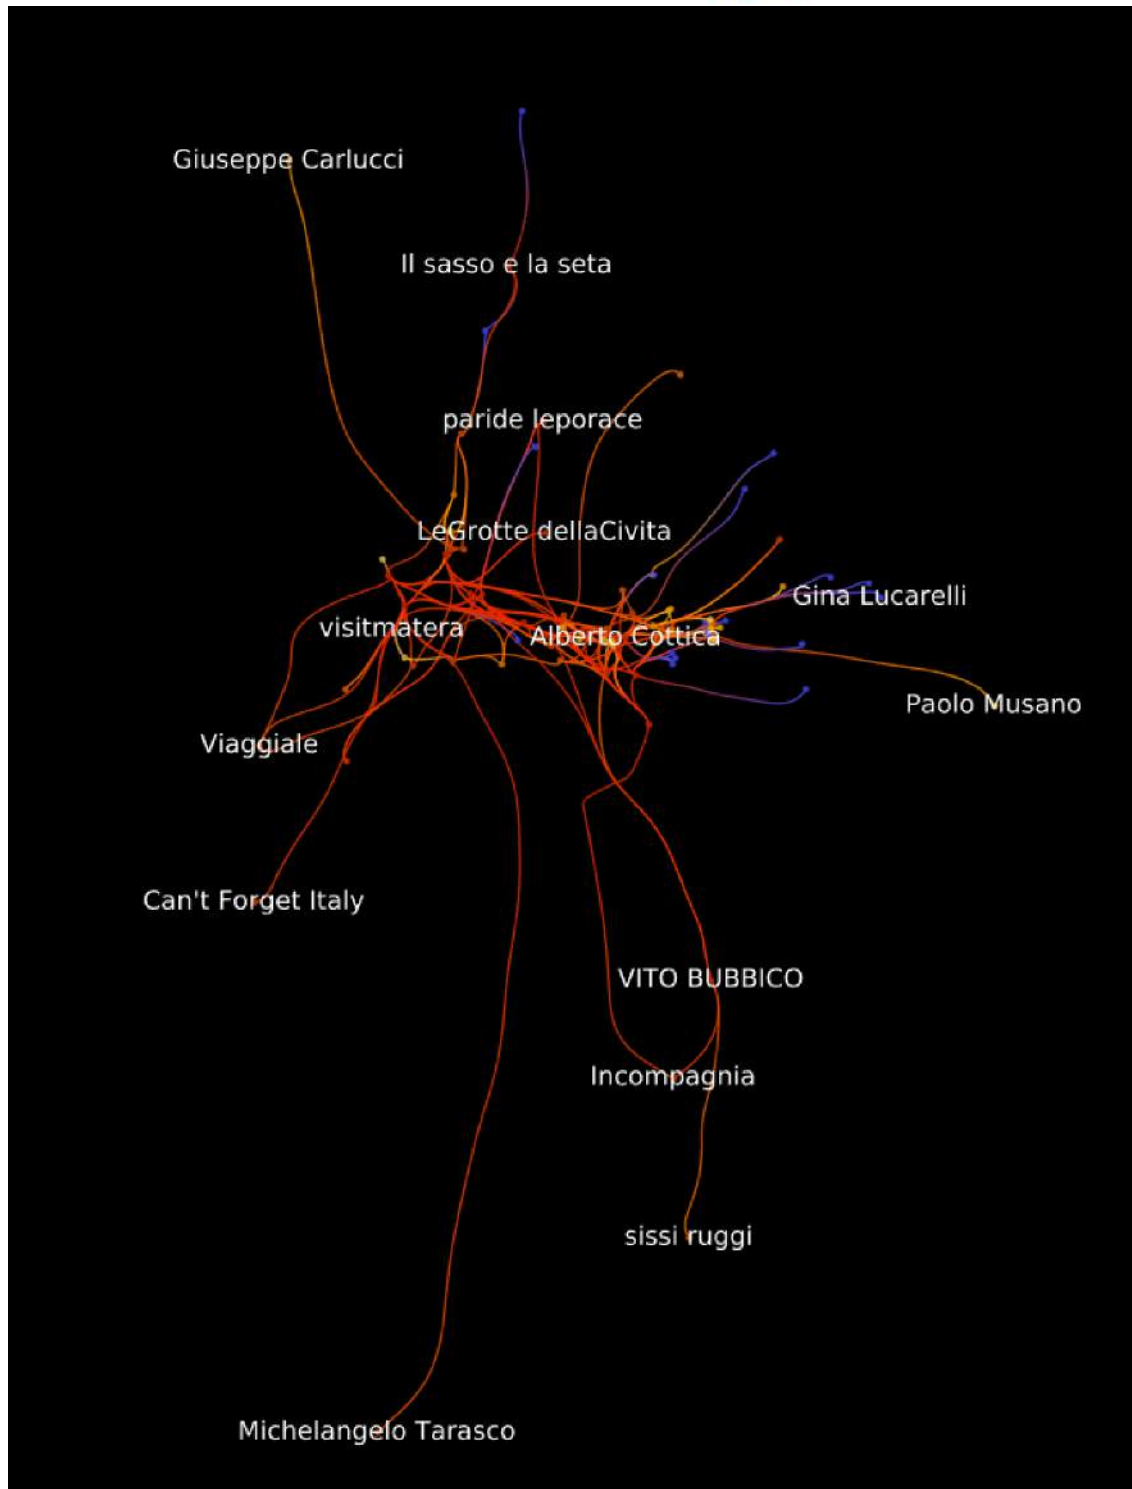 Giuseppe Carlucci
Il sasso e la seta
paride leporace
LeGrotte dellaCivita
Gina Lucarelli
visitmatera
Alberto Cottica
Paolo Musano
Viaggiale
Can't Forget Italy
VITO BUBBICO
Incompagnia
sissi ruggi
Michelangelo Tarasco